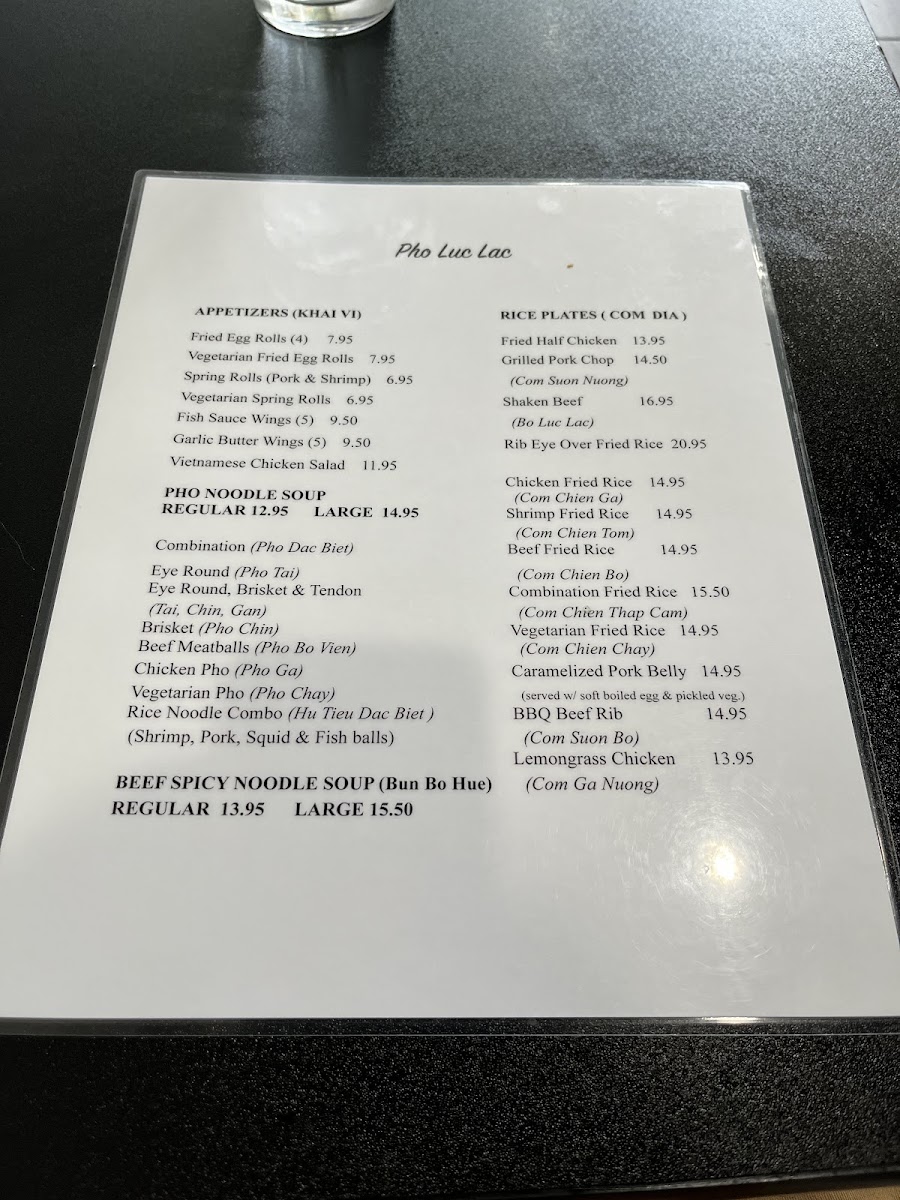 Pho Luc Lac
APPETIZERS (KHAI VI)
Fried Egg Rolls (4) 7.95
Vegetarian Fried Egg Rolls 7.95
Spring Rolls (Pork & Shrimp) 6.95
Vegetarian Spring Rolls 6.95
Fish Sauce Wings (5) 9.50
Garlic Butter Wings (5) 9.50
Vietnamese Chicken Salad 11.95
PHO NOODLE SOUP
REGULAR 12.95 LARGE 14.95
Combination (Pho Dac Biet)
Eye Round (Pho Tai)
Eye Round, Brisket & Tendon
(Tai, Chin, Gan)
Brisket (Pho Chin)
Beef Meatballs (Pho Bo Vien)
Chicken Pho (Pho Ga)
Vegetarian Pho (Pho Chay)
Rice Noodle Combo (Hu Tieu Dac Biet )
(Shrimp, Pork, Squid & Fish balls)
BEEF SPICY NOODLE SOUP (Bun Bo Hue)
REGULAR 13.95 LARGE 15.50
RICE PLATES ( COM DIA )
Fried Half Chicken 13.95
Grilled Pork Chop 14.50
(Com Suon Nuong)
Shaken Beef 16.95
(Bo Luc Lac)
Rib Eye Over Fried Rice 20.95
Chicken Fried Rice 14.95
(Com Chien Ga)
Shrimp Fried Rice 14.95
(Com Chien Tom)
Beef Fried Rice 14.95
(Com Chien Bo)
Combination Fried Rice 15.50
(Com Chien Thap Cam)
Vegetarian Fried Rice 14.95
(Com Chien Chay)
Caramelized Pork Belly 14.95
(served w/ soft boiled egg & pickled veg.)
BBQ Beef Rib 14.95
(Com Suon Bo)
Lemongrass Chicken 13.95
(Com Ga Nuong)